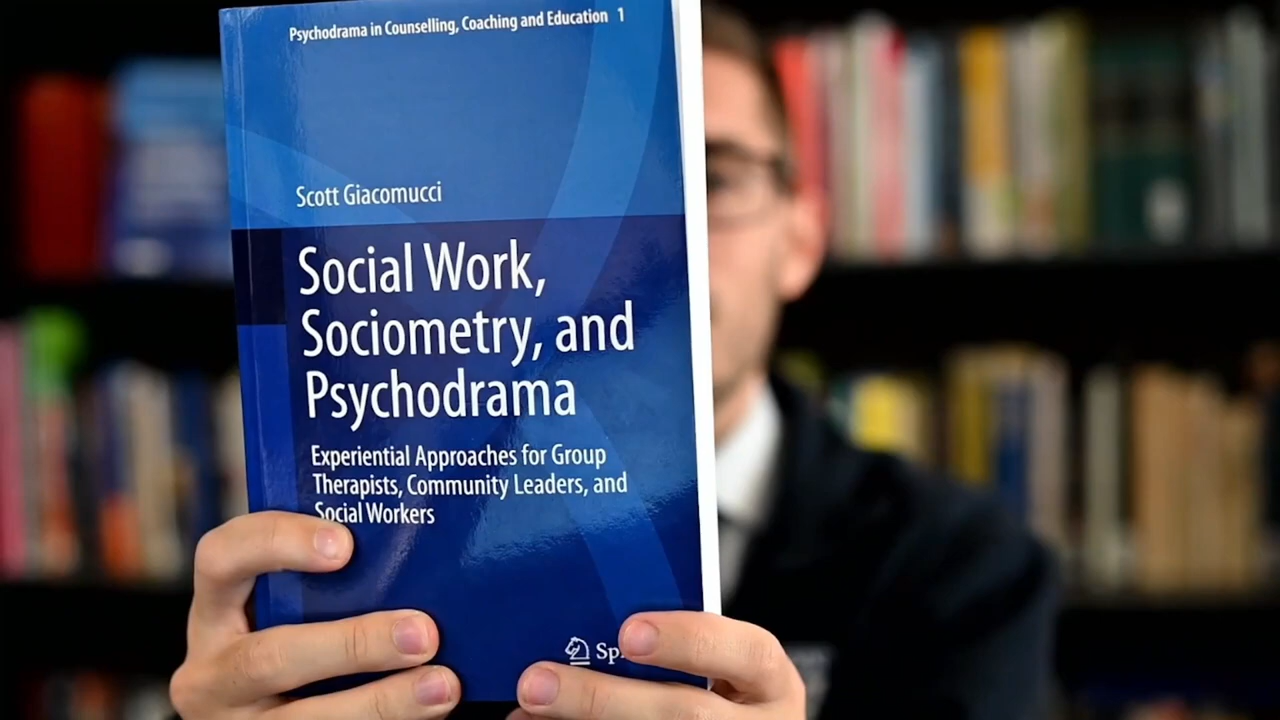 Psychodrama in Counselling, Coaching and Education 1
Scott Giacomucci
Social Work,
Sociometry, and
Psychodrama
Experiential Approaches for Group
Therapists, Community Leaders, and
Social Workers